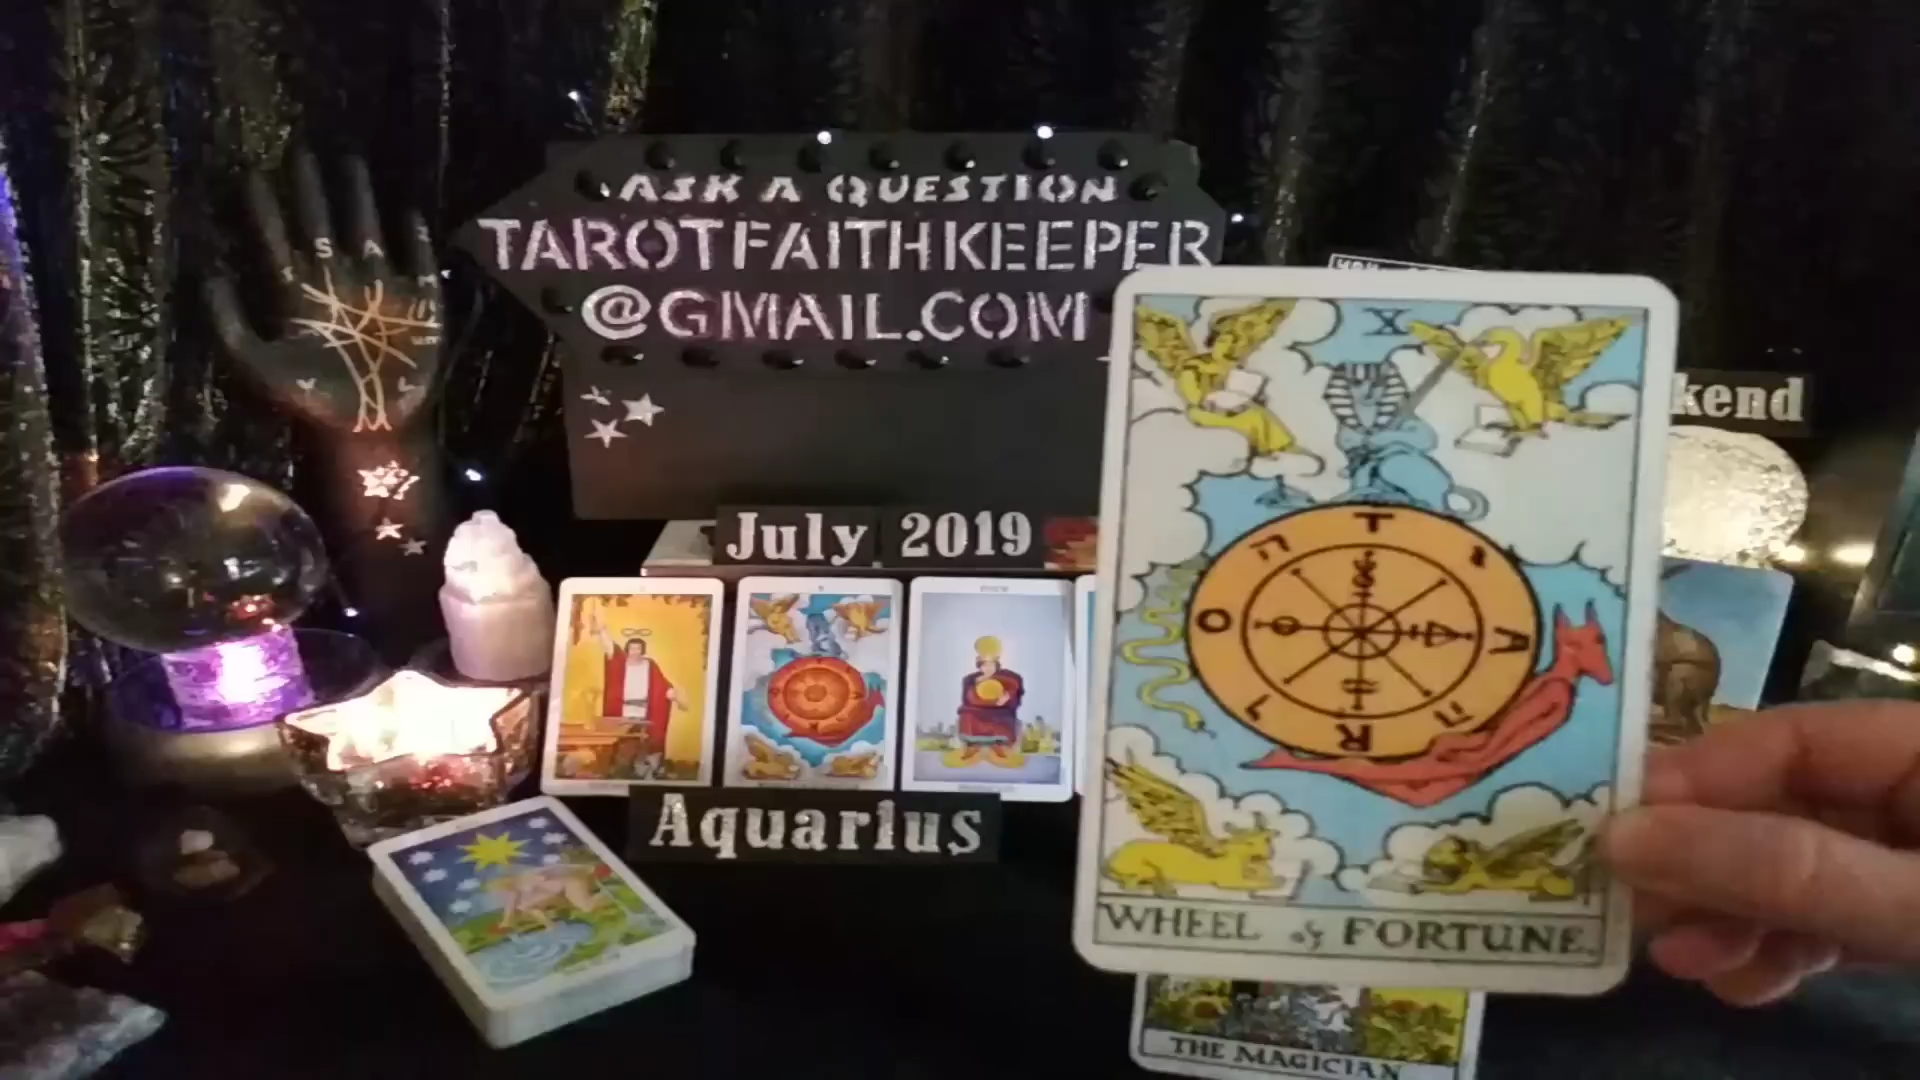 ASK A QUESTION
TAROTFAITHKEEPER
@GMAIL.COM
kend
July 2019
Aquarius
X
WHEEL of FORTUNE.
THE MAGICIAN